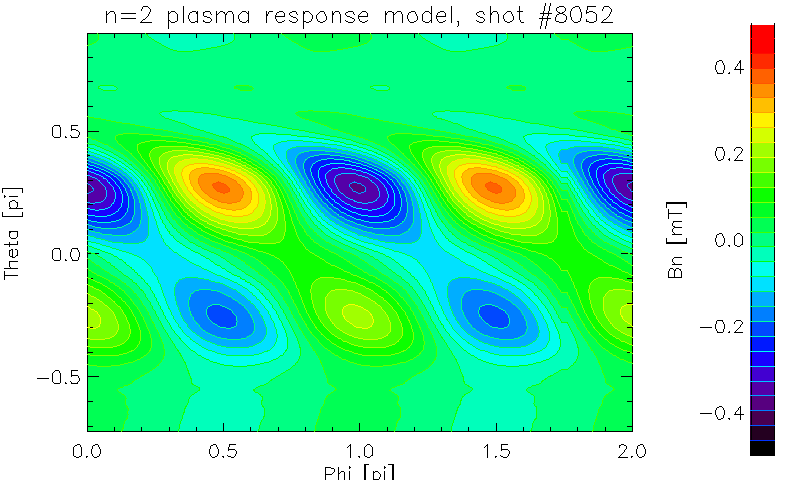 n=2 plasma response model, shot #8052
0.5
0.0
−0.5
Theta [pi]
0.0 0.5 1.0 1.5 2.0
Phi [pi]
0.4
0.2
0.0
−0.2
−0.4
Bn [mT]